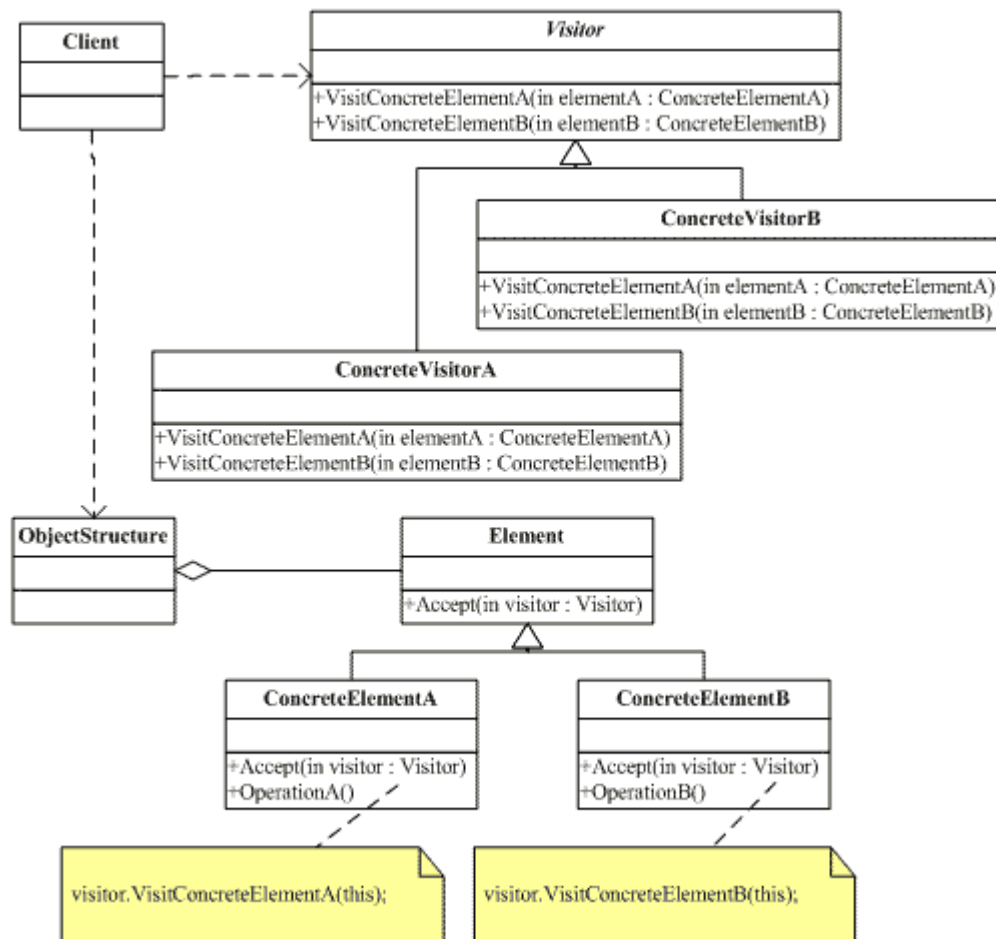 Client
Visitor
+VisitConcreteElementA(in elementA : ConcreteElementA)
+VisitConcreteElementB(in elementB : ConcreteElementB)
ConcreteVisitorB
+VisitConcreteElementA(in elementA : ConcreteElementA)
+VisitConcreteElementB(in elementB : ConcreteElementB)
ConcreteVisitorA
+VisitConcreteElementA(in elementA : ConcreteElementA)
+VisitConcreteElementB(in elementB : ConcreteElementB)
ObjectStructure
Element
+Accept(in visitor : Visitor)
ConcreteElementA
+Accept(in visitor : Visitor)
+OperationA()
ConcreteElementB
+Accept(in visitor : Visitor)
+OperationB()
visitor.VisitConcreteElementA(this);
visitor.VisitConcreteElementB(this);